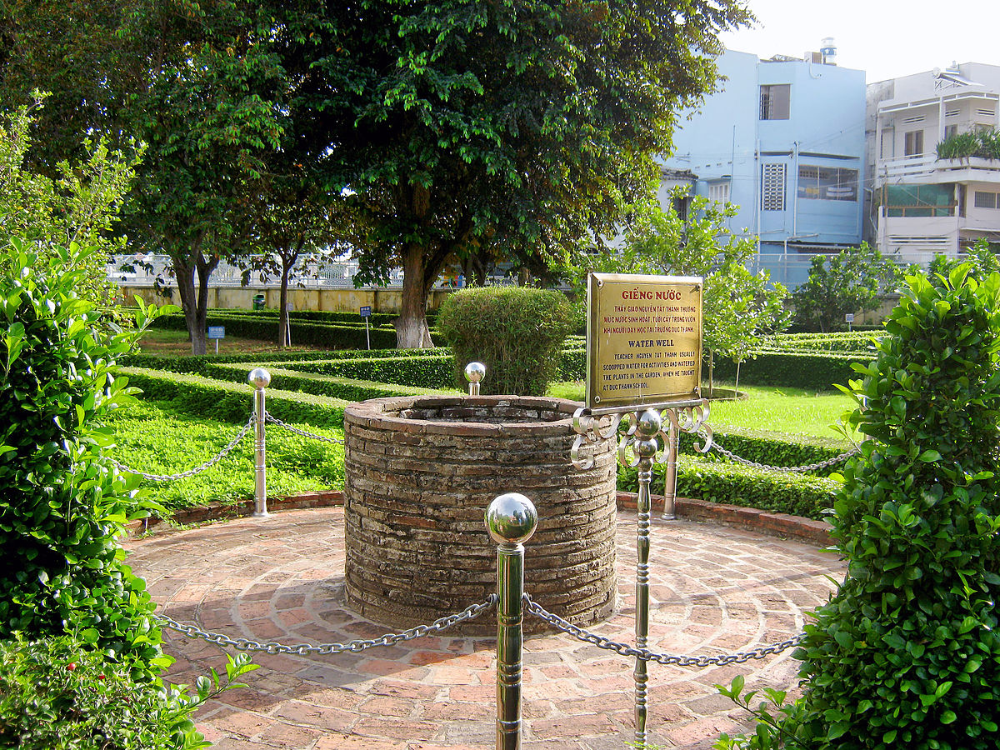 GIẾNG NƯỚC
THẦY GIÁO NGUYỄN TẤT THÀNH THƯỜNG
MÚC NƯỚC SINH HOẠT, TƯỚI CÂY TRONG VƯỜN
KHI NGƯỜI DẠY HỌC TẠI TRƯỜNG DỤC THANH.
WATER WELL
TEACHER NGUYEN TAT THANH USUALLY
SCOOPPED WATER FOR ACTIVITIES AND WATERED
THE PLANTS IN THE GARDEN, WHEN HE TAUGHT
AT DUC THANH SCHOOL.